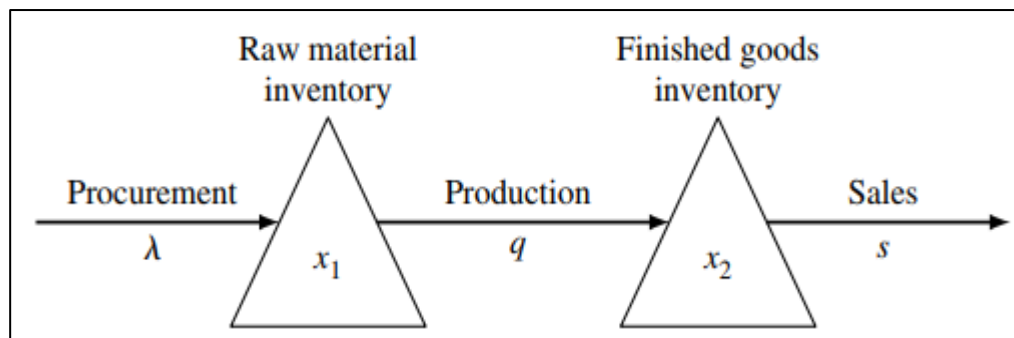 Raw material
inventory
Finished goods
inventory
Procurement
Production
Sales
λ
q
s
x₁
x₂